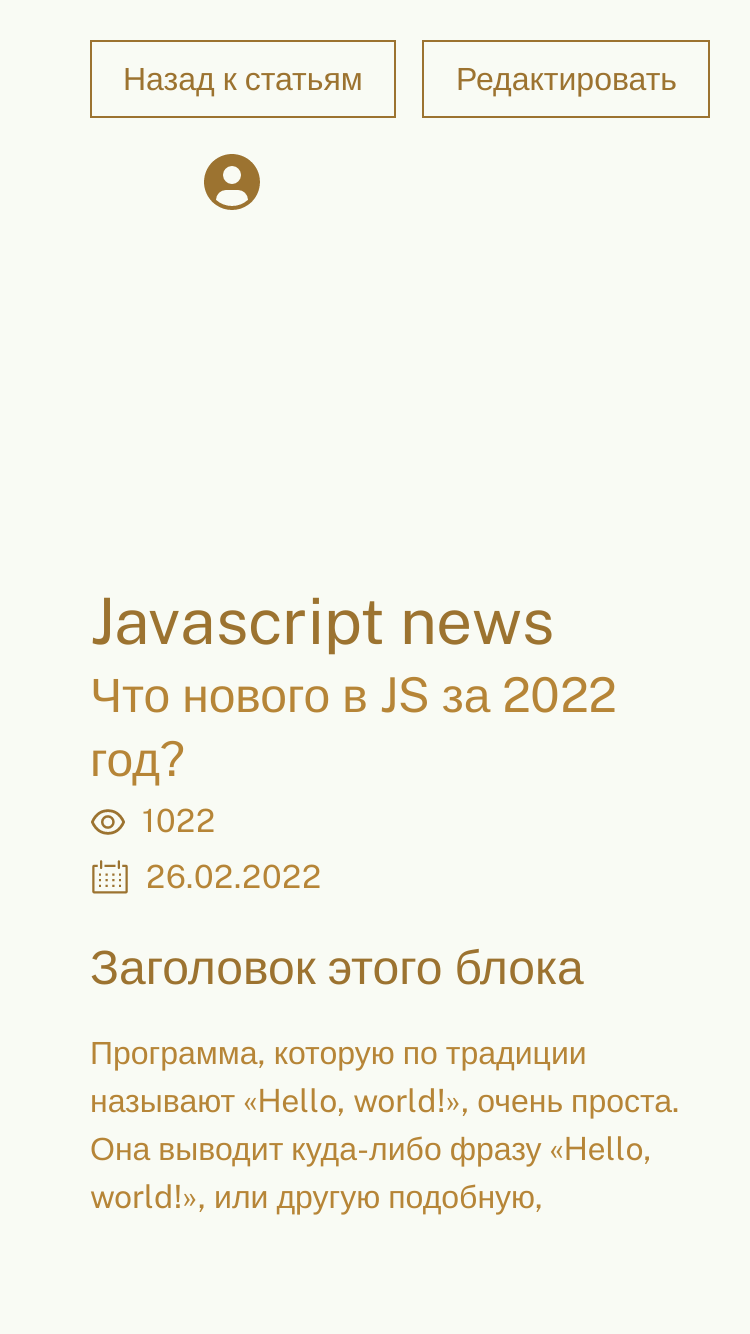 Назад к статьям
Редактировать
Javascript news
Что нового в JS за 2022
год?
1022
26.02.2022
Заголовок этого блока
Программа, которую по традиции
называют «Hello, world!», очень проста.
Она выводит куда-либо фразу «Hello,
world!», или другую подобную,